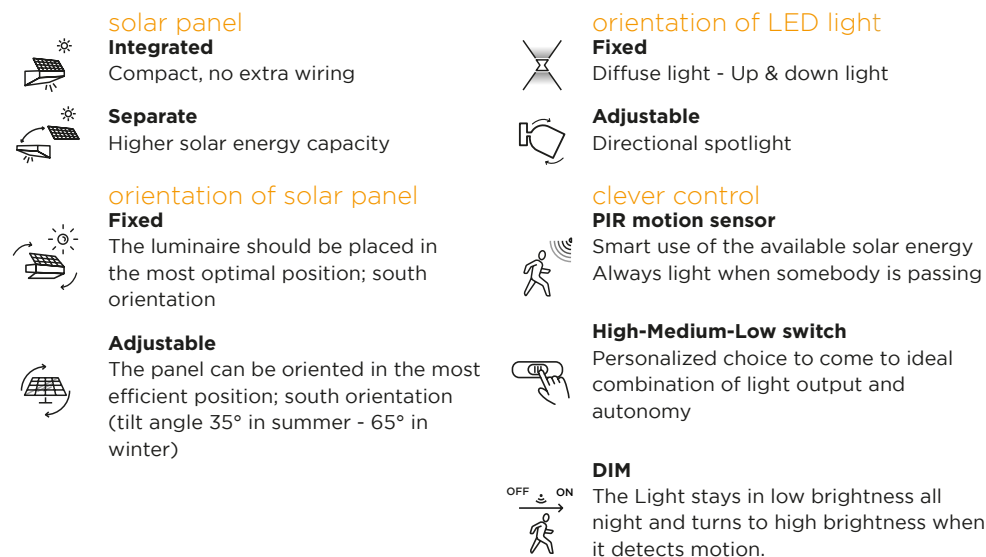 solar panel
Integrated
Compact, no extra wiring
Separate
Higher solar energy capacity
orientation of solar panel
Fixed
The luminaire should be placed in
the most optimal position; south
orientation
Adjustable
The panel can be oriented in the most
efficient position; south orientation
(tilt angle 35° in summer - 65° in
winter)
orientation of LED light
Fixed
Diffuse light - Up & down light
Adjustable
Directional spotlight
clever control
PIR motion sensor
Smart use of the available solar energy
Always light when somebody is passing
High-Medium-Low switch
Personalized choice to come to ideal
combination of light output and
autonomy
DIM
OFF ON
The Light stays in low brightness all
night and turns to high brightness when
it detects motion.